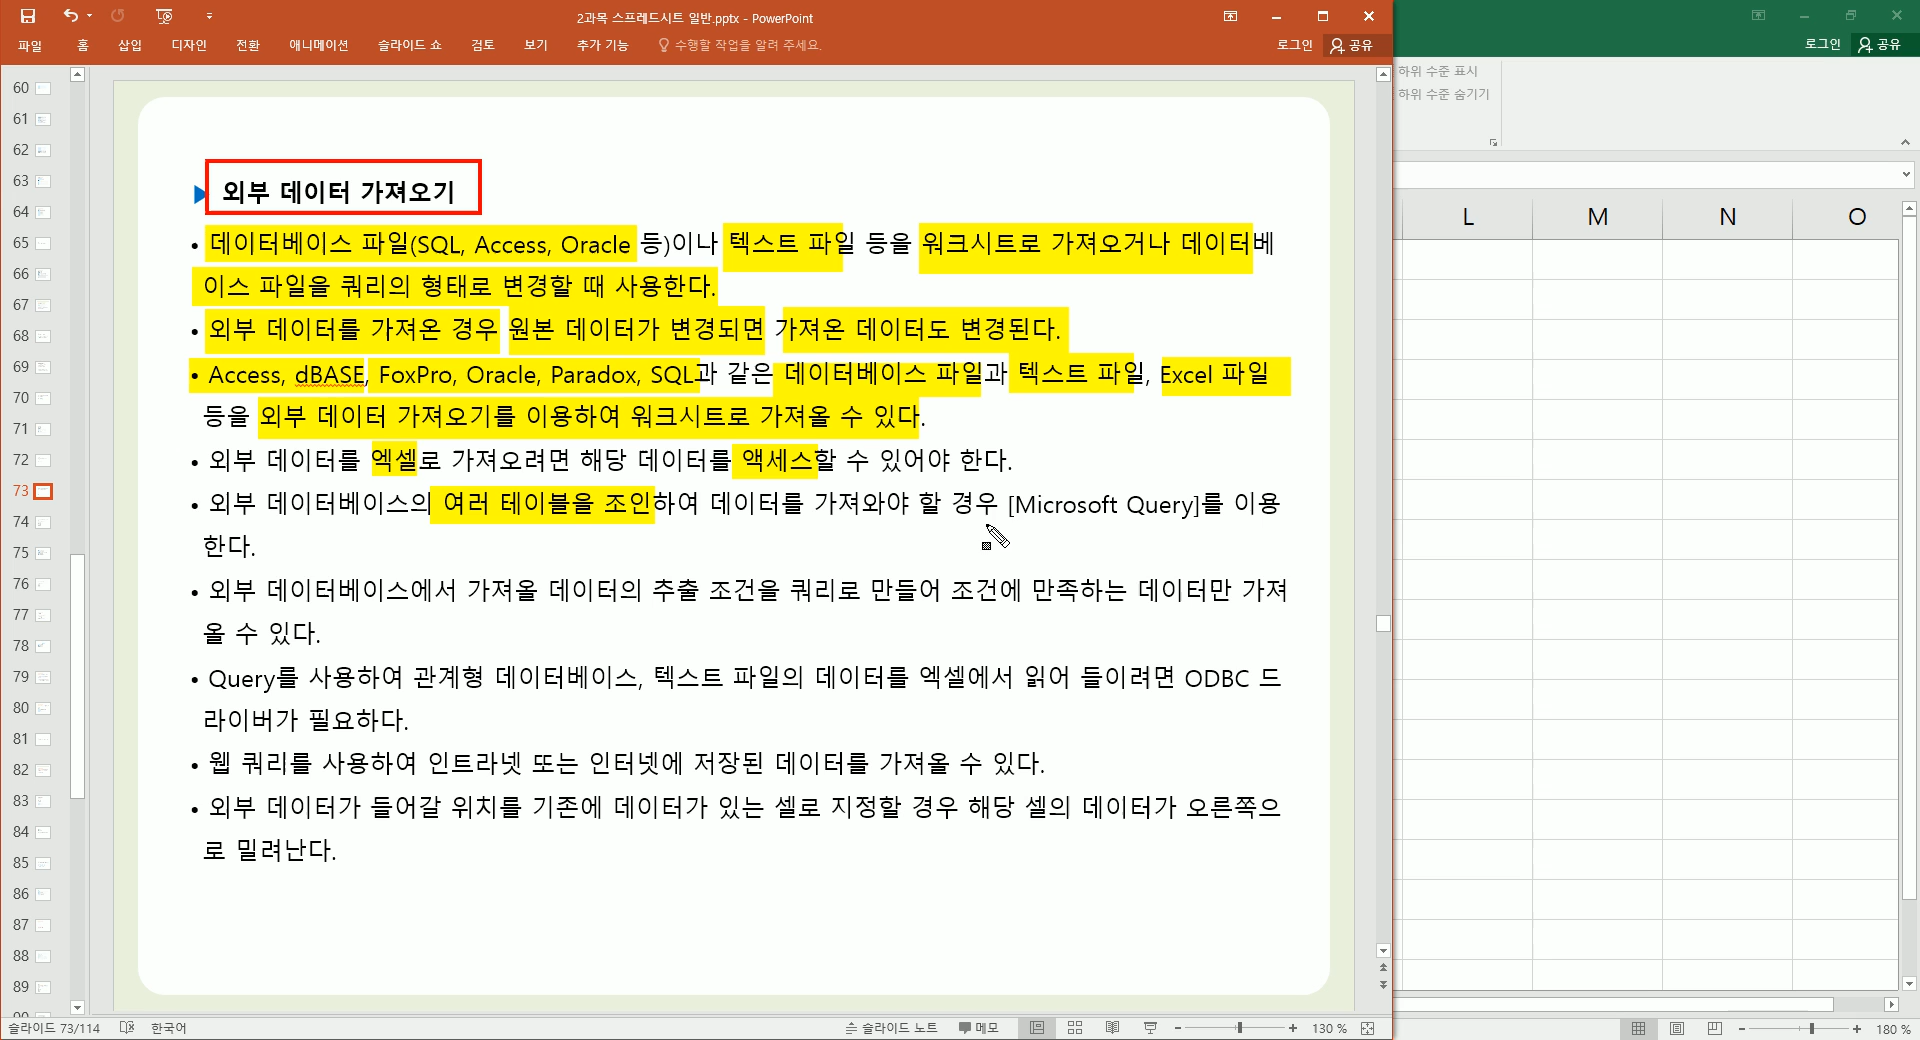 2과목 스프레드시트 일반.pptx - PowerPoint
파일 홈 삽입 디자인 전환 애니메이션 슬라이드 쇼 검토 보기 추가 기능 수행할 작업을 알려 주세요. 로그인 공유
로그인 공유
하위 수준 표시
하위 수준 숨기기
L M N O
60
61
62
63
64
65
66
67
68
69
70
71
72
73
74
75
76
77
78
79
80
81
82
83
84
85
86
87
88
89
90
외부 데이터 가져오기
• 데이터베이스 파일(SQL, Access, Oracle 등)이나 텍스트 파일 등을 워크시트로 가져오거나 데이터베
이스 파일을 쿼리의 형태로 변경할 때 사용한다.
• 외부 데이터를 가져온 경우 원본 데이터가 변경되면 가져온 데이터도 변경된다.
• Access, dBASE, FoxPro, Oracle, Paradox, SQL과 같은 데이터베이스 파일과 텍스트 파일, Excel 파일
등을 외부 데이터 가져오기를 이용하여 워크시트로 가져올 수 있다.
• 외부 데이터를 엑셀로 가져오려면 해당 데이터를 액세스할 수 있어야 한다.
• 외부 데이터베이스의 여러 테이블을 조인하여 데이터를 가져와야 할 경우 [Microsoft Query]를 이용
한다.
• 외부 데이터베이스에서 가져올 데이터의 추출 조건을 쿼리로 만들어 조건에 만족하는 데이터만 가져
올 수 있다.
• Query를 사용하여 관계형 데이터베이스, 텍스트 파일의 데이터를 엑셀에서 읽어 들이려면 ODBC 드
라이버가 필요하다.
• 웹 쿼리를 사용하여 인트라넷 또는 인터넷에 저장된 데이터를 가져올 수 있다.
• 외부 데이터가 들어갈 위치를 기존에 데이터가 있는 셀로 지정할 경우 해당 셀의 데이터가 오른쪽으
로 밀려난다.
슬라이드 73/114 한국어 슬라이드 노트 메모 130 %
180 %